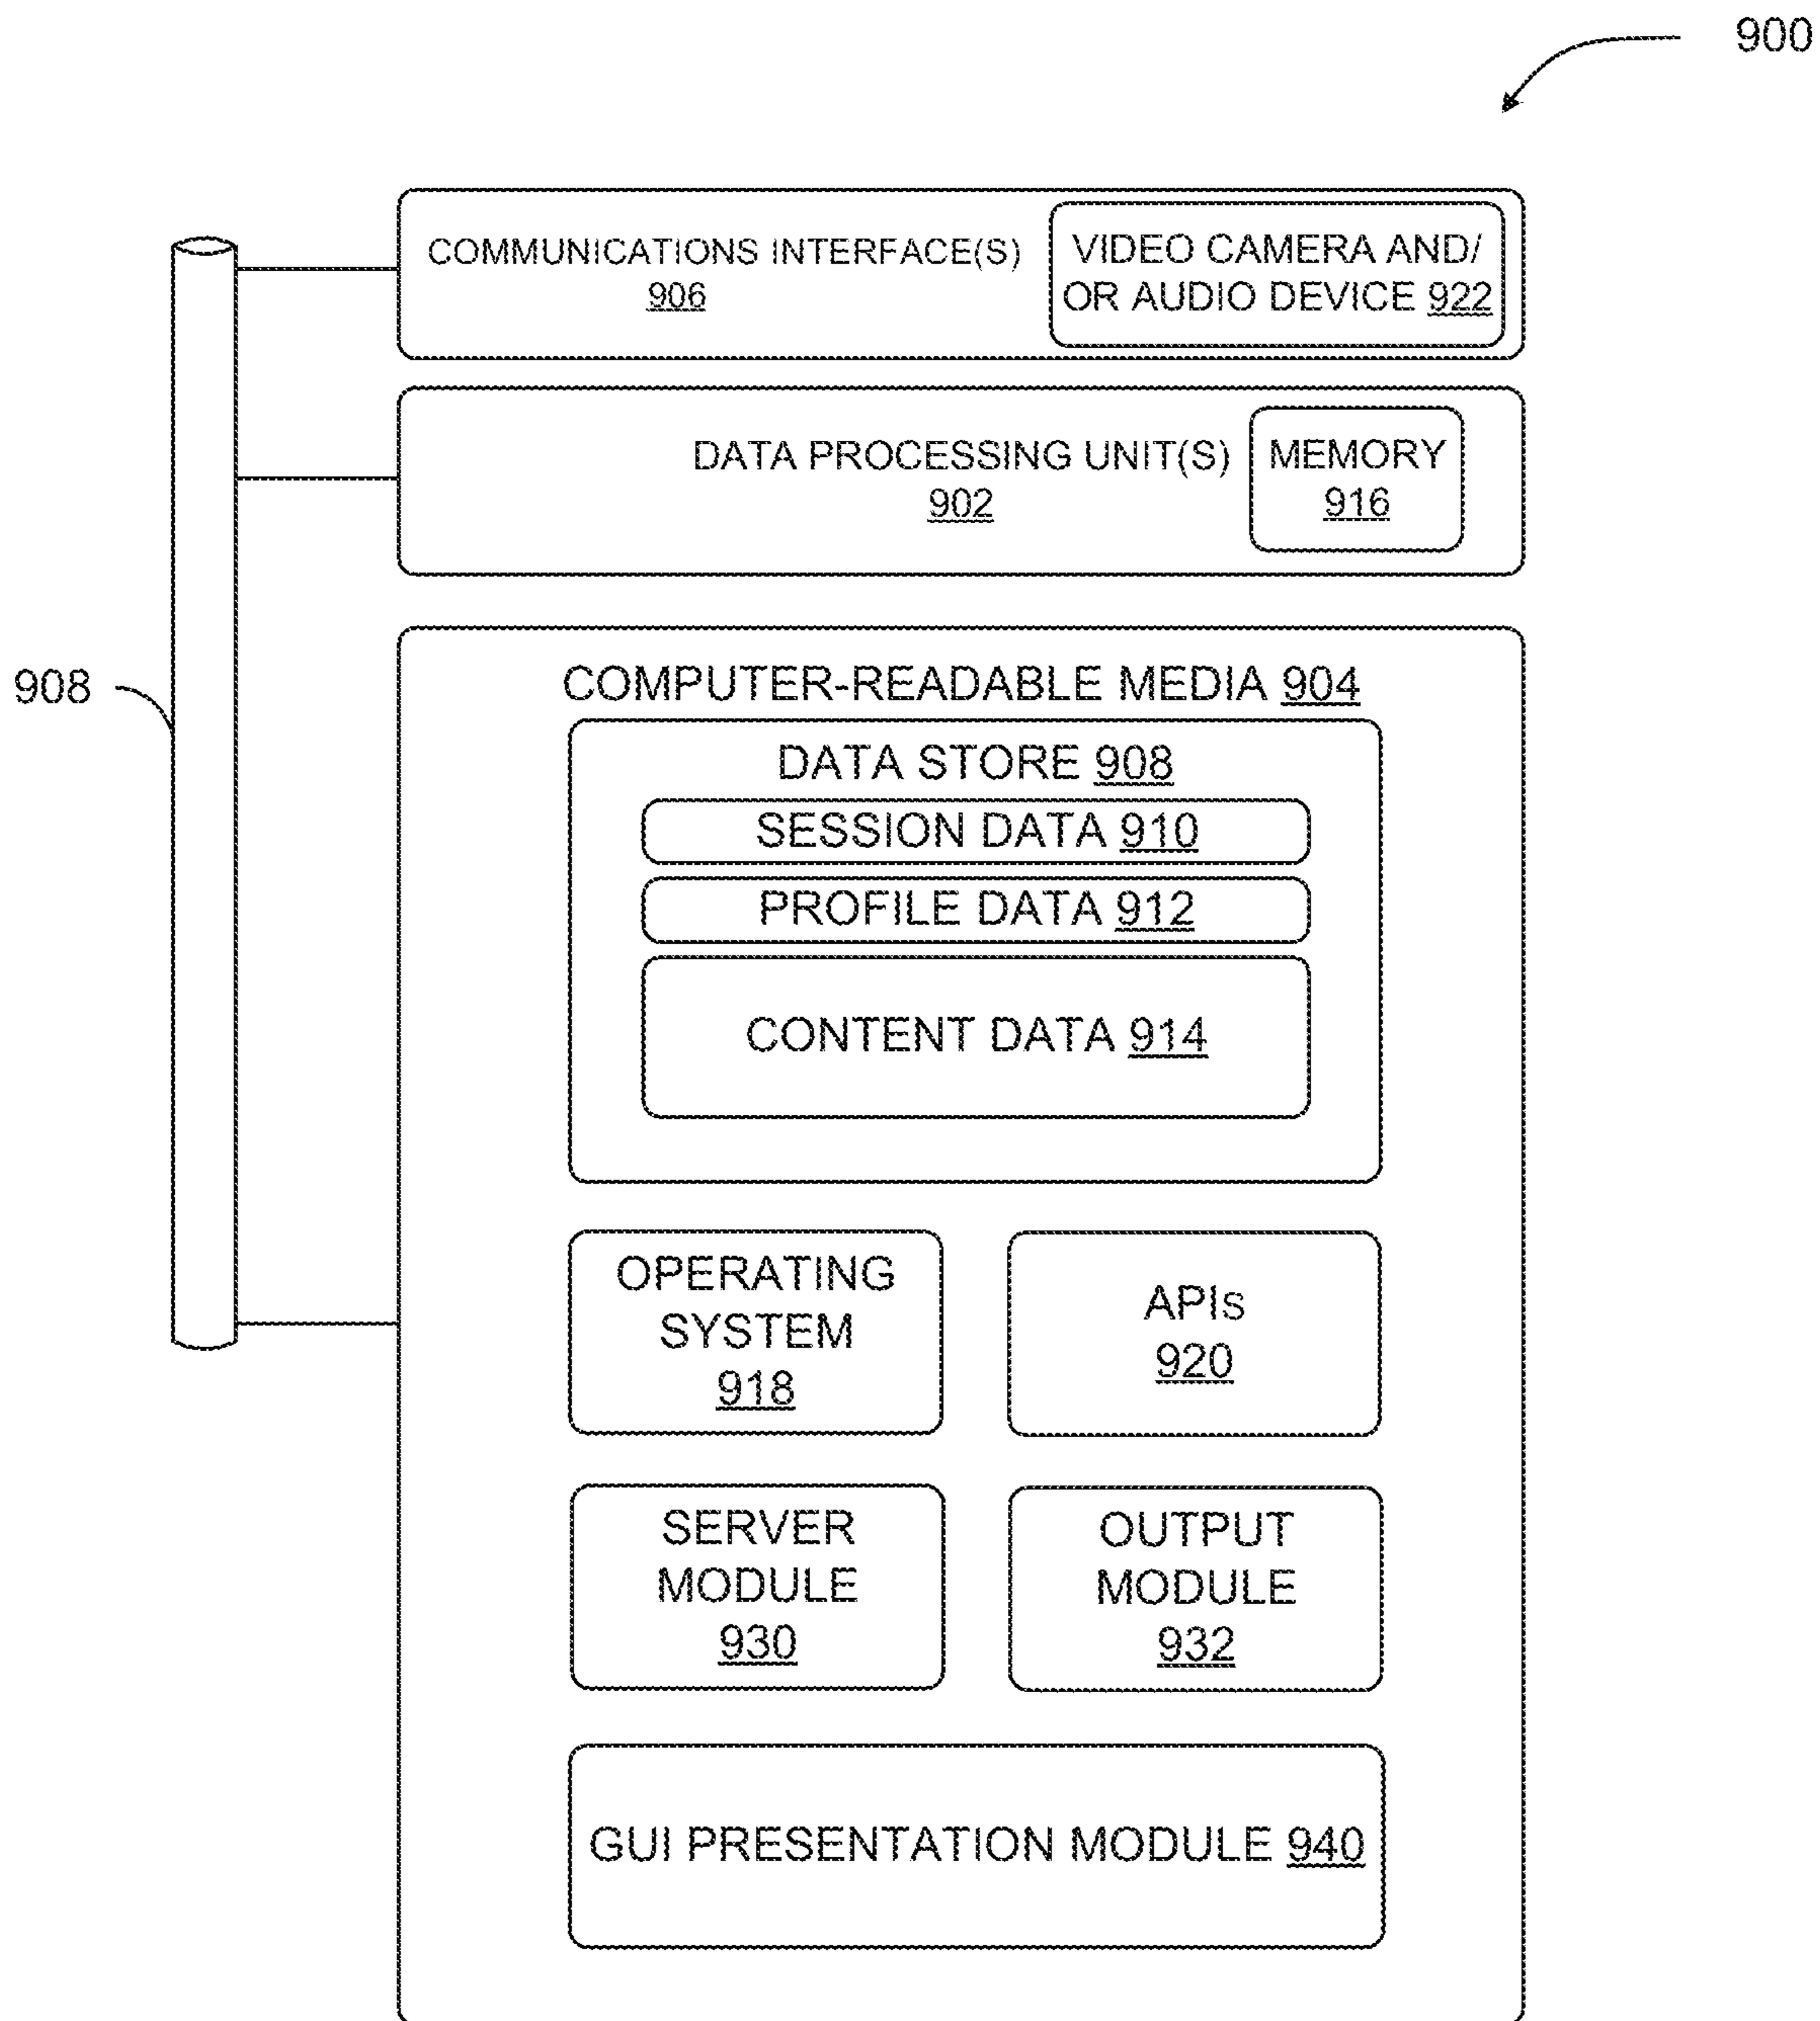 900
COMMUNICATIONS INTERFACE(S)
906
VIDEO CAMERA AND/
OR AUDIO DEVICE 922
DATA PROCESSING UNIT(S)
902
MEMORY
916
908
COMPUTER-READABLE MEDIA 904
DATA STORE 908
SESSION DATA 910
PROFILE DATA 912
CONTENT DATA 914
OPERATING
SYSTEM
918
APIs
920
SERVER
MODULE
930
OUTPUT
MODULE
932
GUI PRESENTATION MODULE 940